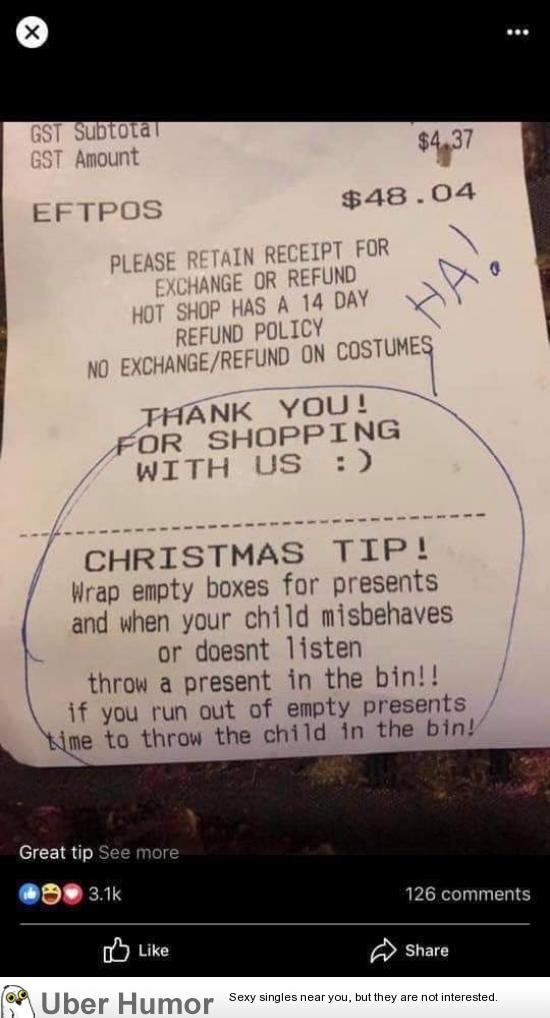 GST Subtotal
GST Amount $4.37
EFTPOS $48.04
PLEASE RETAIN RECEIPT FOR
EXCHANGE OR REFUND
HOT SHOP HAS A 14 DAY
REFUND POLICY
NO EXCHANGE/REFUND ON COSTUMES
HA!
THANK YOU!
FOR SHOPPING
WITH US :)
CHRISTMAS TIP!
Wrap empty boxes for presents
and when your child misbehaves
or doesnt listen
throw a present in the bin!!
if you run out of empty presents
time to throw the child in the bin!
Great tip See more
3.1k 126 comments
Like Share
Uber Humor Sexy singles near you, but they are not interested.